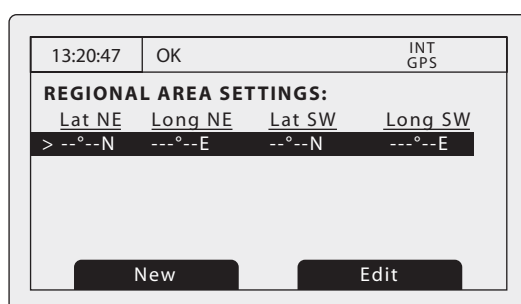 13:20:47 OK INT
GPS
REGIONAL AREA SETTINGS:
Lat NE Long NE Lat SW Long SW
> --°--N ---°--E --°--N ---°--E
New Edit